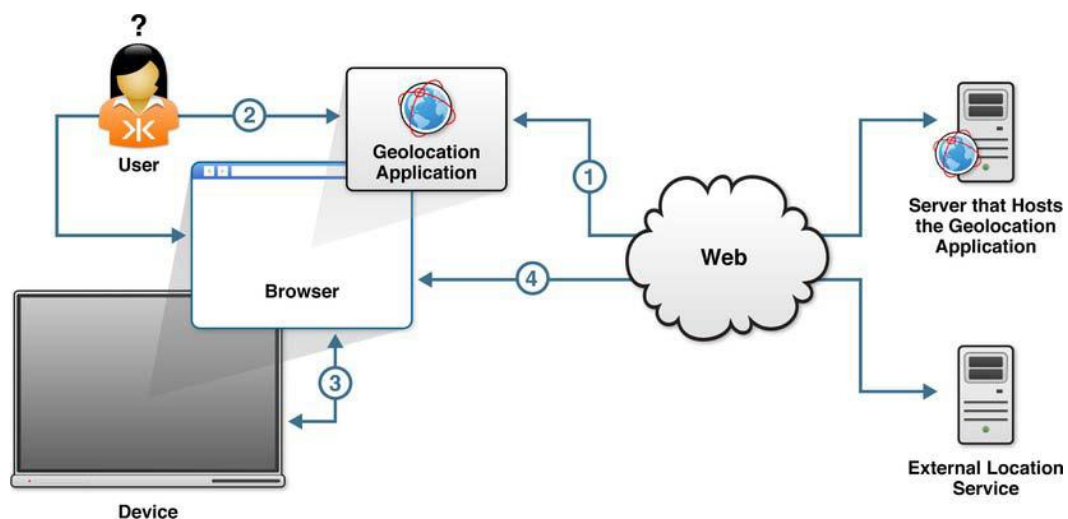 ?
User
2
Geolocation
Application
1
Web
Server that Hosts
the Geolocation
Application
Browser
4
3
Device
External Location
Service